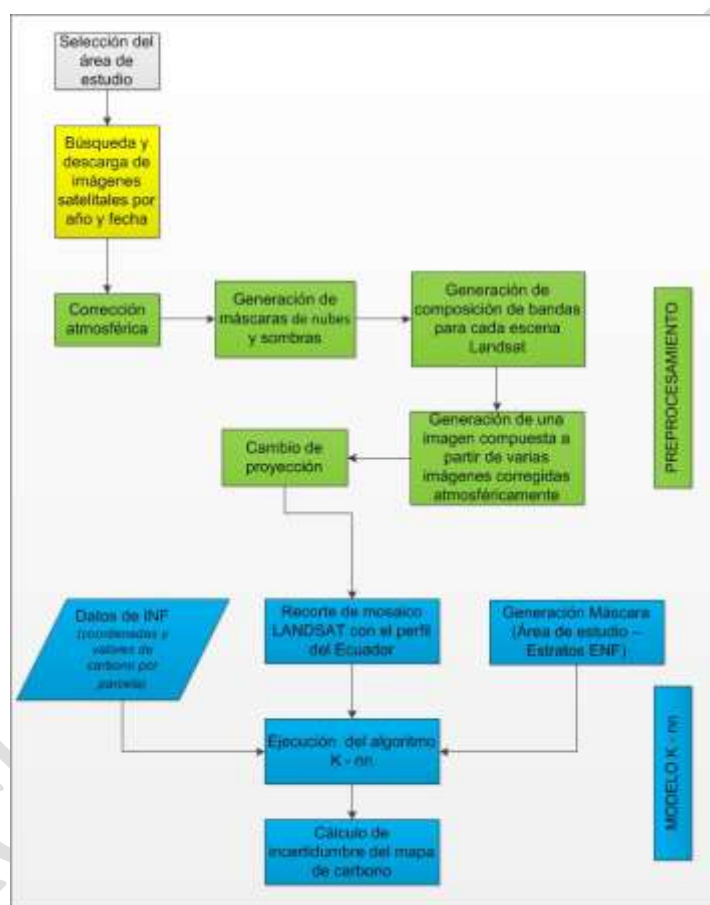 Selección del
área de
estudio
Búsqueda y
descarga de
imágenes
satelitales por
año y fecha
Corrección
atmosférica
Generación de
máscaras de nubes
y sombras
Generación de
composición de bandas
para cada escena
Landsat
PREPROCESAMIENTO
Cambio de
proyección
Generación de una
imagen compuesta a
partir de varias
imágenes corregidas
atmosféricamente
Datos de INF
(coordenadas y
valores de
carbono por
parcela)
Recorte de mosaico
LANDSAT con el perfil
del Ecuador
Generación Máscara
(Área de estudio –
Estratos ENF)
MODELO K - nn
Ejecución del algoritmo
K - nn
Cálculo de
incertidumbre del mapa
de carbono